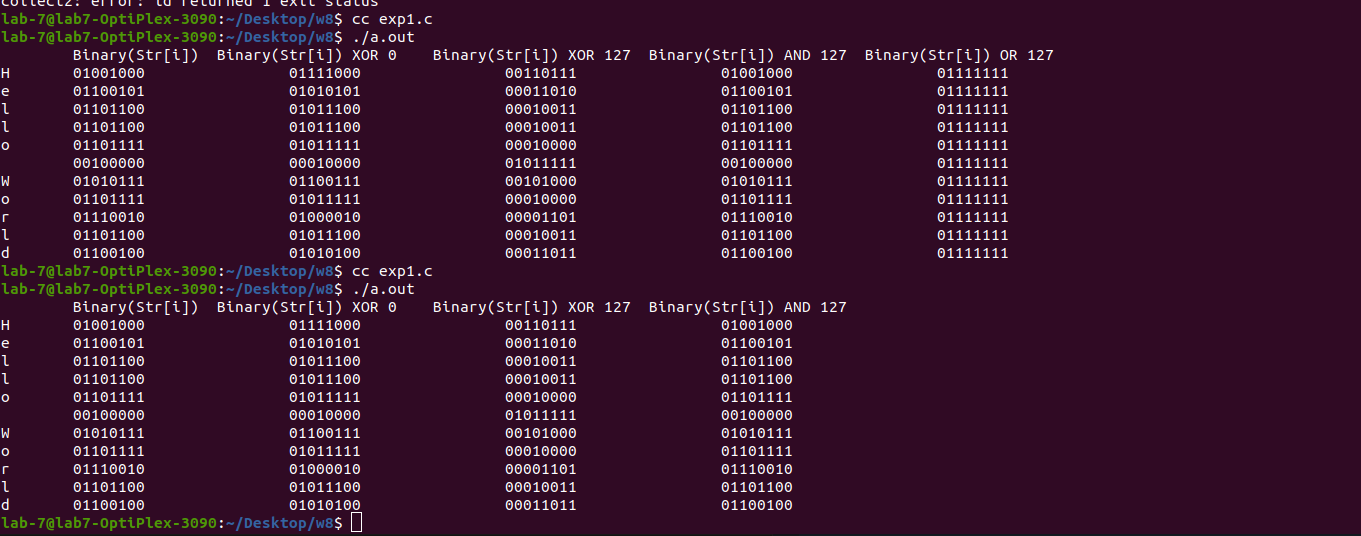 collect2: error: ld returned 1 exit status
lab-7@lab7-OptiPlex-3090:~/Desktop/w8$ cc exp1.c
lab-7@lab7-OptiPlex-3090:~/Desktop/w8$ ./a.out
        Binary(Str[i])  Binary(Str[i]) XOR 0    Binary(Str[i]) XOR 127  Binary(Str[i]) AND 127  Binary(Str[i]) OR 127
H       01001000                01111000                00110111                01001000                01111111
e       01100101                01010101                00011010                01100101                01111111
l       01101100                01011100                00010011                01101100                01111111
l       01101100                01011100                00010011                01101100                01111111
o       01101111                01011111                00010000                01101111                01111111
        00100000                00010000                01011111                00100000                01111111
W       01010111                01100111                00101000                01010111                01111111
o       01101111                01011111                00010000                01101111                01111111
r       01110010                01000010                00001101                01110010                01111111
l       01101100                01011100                00010011                01101100                01111111
d       01100100                01010100                00011011                01100100                01111111
lab-7@lab7-OptiPlex-3090:~/Desktop/w8$ cc exp1.c
lab-7@lab7-OptiPlex-3090:~/Desktop/w8$ ./a.out
        Binary(Str[i])  Binary(Str[i]) XOR 0    Binary(Str[i]) XOR 127  Binary(Str[i]) AND 127
H       01001000                01111000                00110111                01001000
e       01100101                01010101                00011010                01100101
l       01101100                01011100                00010011                01101100
l       01101100                01011100                00010011                01101100
o       01101111                01011111                00010000                01101111
        00100000                00010000                01011111                00100000
W       01010111                01100111                00101000                01010111
o       01101111                01011111                00010000                01101111
r       01110010                01000010                00001101                01110010
l       01101100                01011100                00010011                01101100
d       01100100                01010100                00011011                01100100
lab-7@lab7-OptiPlex-3090:~/Desktop/w8$